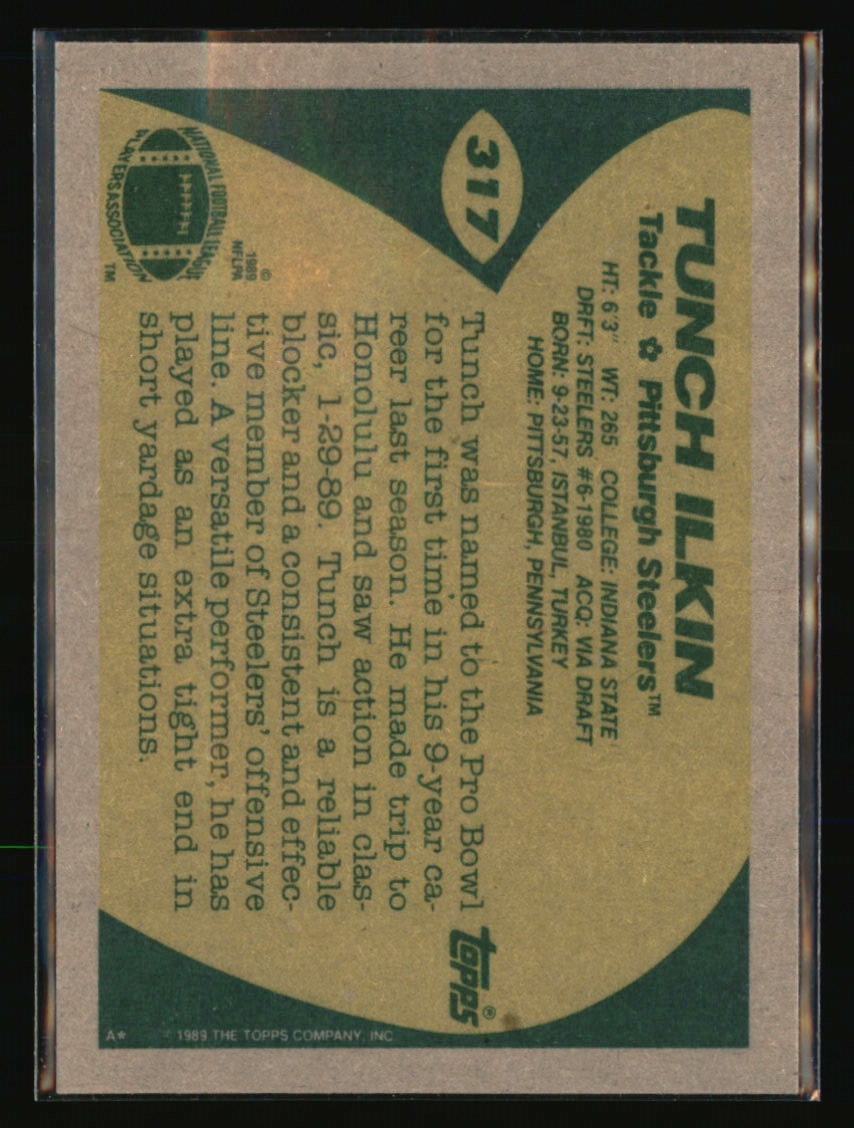 317
TUNCH ILKIN
Tackle Pittsburgh Steelers™
HT: 6'3" WT: 265 COLLEGE: INDIANA STATE
DRFT: STEELERS #6-1980 ACQ: VIA DRAFT
BORN: 9-23-57, ISTANBUL, TURKEY
HOME: PITTSBURGH, PENNSYLVANIA
Tunch was named to the Pro Bowl
for the first time in his 9-year ca-
reer last season. He made trip to
Honolulu and saw action in clas-
sic, 1-29-89. Tunch is a reliable
blocker and a consistent and effec-
tive member of Steelers' offensive
line. A versatile performer, he has
played as an extra tight end in
short yardage situations.
©
1989
NFLPA
NATIONAL FOOTBALL LEAGUE
PLAYERS ASSOCIATION
TM
topps®
A* 1989 THE TOPPS COMPANY, INC.